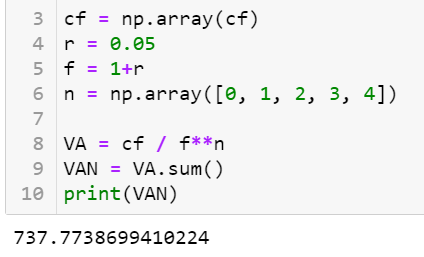 3 cf = np.array(cf)
4 r = 0.05
5 f = 1+r
6 n = np.array([0, 1, 2, 3, 4])
7
8 VA = cf / f**n
9 VAN = VA.sum()
10 print(VAN)
737.7738699410224